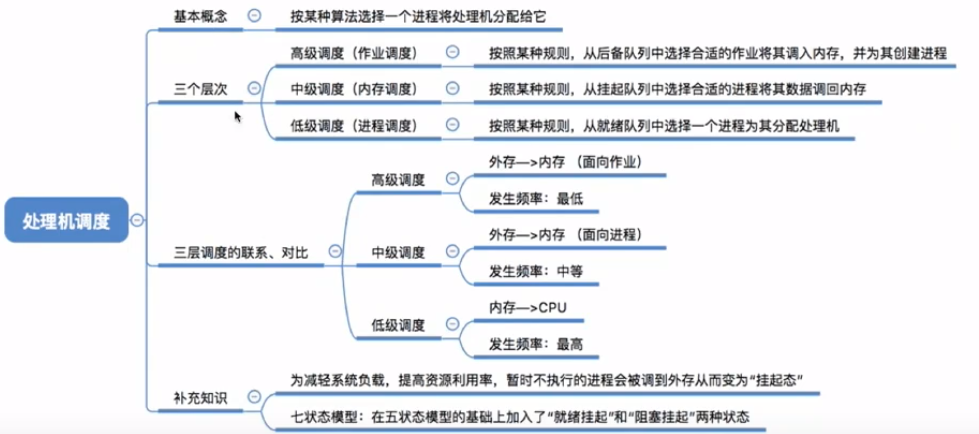 处理机调度
基本概念
按某种算法选择一个进程将处理机分配给它
三个层次
高级调度（作业调度）
按照某种规则，从后备队列中选择合适的作业将其调入内存，并为其创建进程
中级调度（内存调度）
按照某种规则，从挂起队列中选择合适的进程将其数据调回内存
低级调度（进程调度）
按照某种规则，从就绪队列中选择一个进程为其分配处理机
三层调度的联系、对比
高级调度
外存—>内存 （面向作业）
发生频率：最低
中级调度
外存—>内存 （面向进程）
发生频率：中等
低级调度
内存—>CPU
发生频率：最高
补充知识
为减轻系统负载，提高资源利用率，暂时不执行的进程会被调到外存从而变为“挂起态”
七状态模型：在五状态模型的基础上加入了“就绪挂起”和“阻塞挂起”两种状态